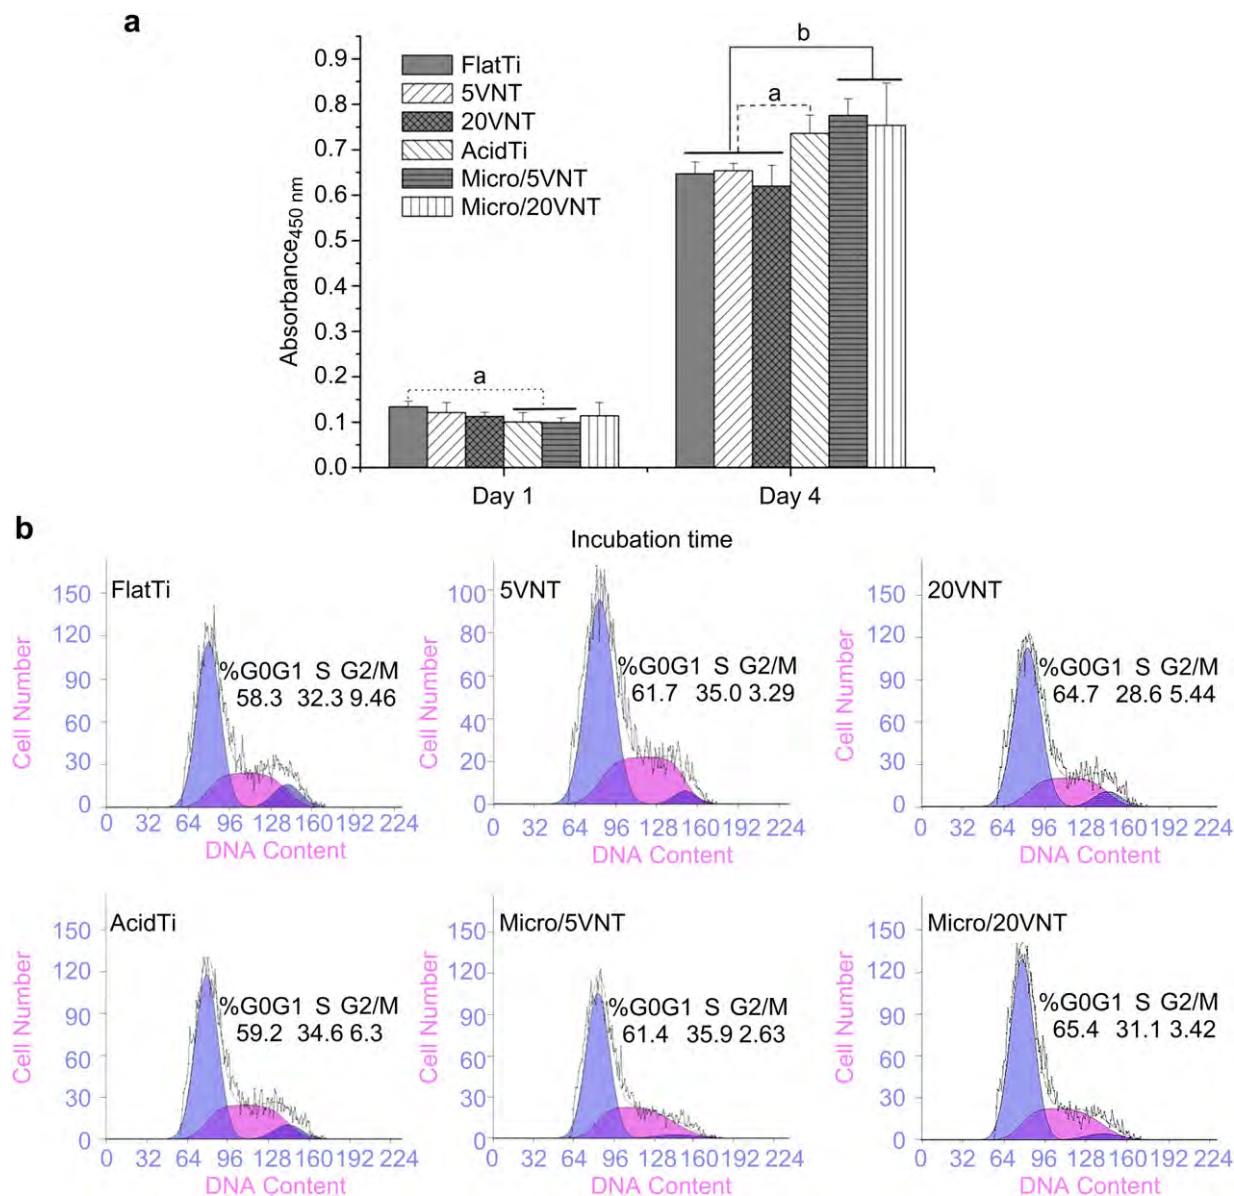 a
0.9
0.8
0.7
0.6
0.5
0.4
0.3
0.2
0.1
0.0
Absorbance450 nm
FlatTi
5VNT
20VNT
AcidTi
Micro/5VNT
Micro/20VNT
a
a
b
Day 1
Day 4
Incubation time
b
FlatTi
150
120
90
60
30
0
Cell Number
%G0G1 S G2/M
58.3 32.3 9.46
0 32 64 96 128 160 192 224
DNA Content
5VNT
100
80
60
40
20
0
Cell Number
%G0G1 S G2/M
61.7 35.0 3.29
0 32 64 96 128 160 192 224
DNA Content
20VNT
150
120
90
60
30
0
Cell Number
%G0G1 S G2/M
64.7 28.6 5.44
0 32 64 96 128 160 192 224
DNA Content
AcidTi
150
120
90
60
30
0
Cell Number
%G0G1 S G2/M
59.2 34.6 6.3
0 32 64 96 128 160 192 224
DNA Content
Micro/5VNT
150
120
90
60
30
0
Cell Number
%G0G1 S G2/M
61.4 35.9 2.63
0 32 64 96 128 160 192 224
DNA Content
Micro/20VNT
150
120
90
60
30
0
Cell Number
%G0G1 S G2/M
65.4 31.1 3.42
0 32 64 96 128 160 192 224
DNA Content